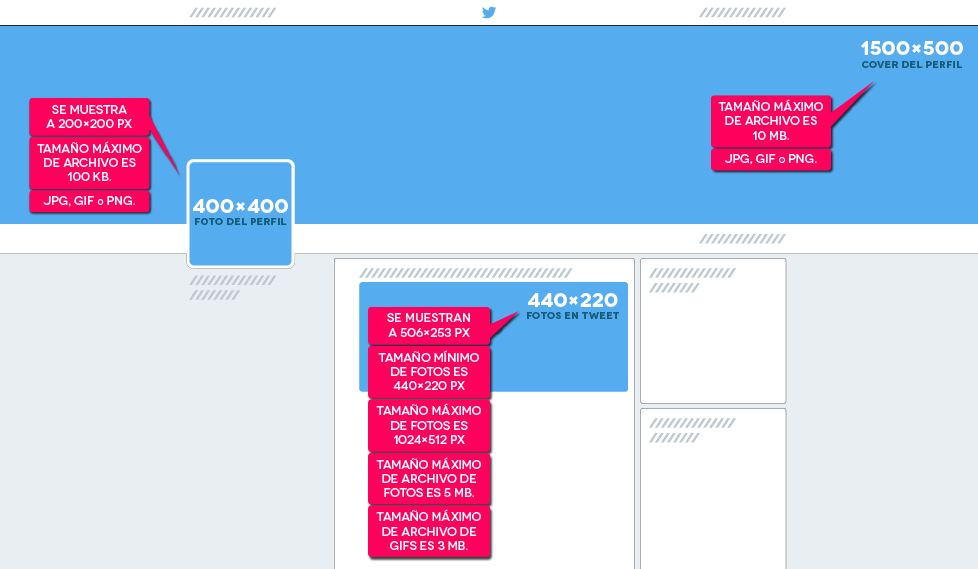 1500×500
COVER DEL PERFIL
TAMAÑO MÁXIMO
DE ARCHIVO ES
10 MB.
JPG, GIF o PNG.
SE MUESTRA
A 200×200 PX
TAMAÑO MÁXIMO
DE ARCHIVO ES
100 KB.
JPG, GIF o PNG.
400×400
FOTO DEL PERFIL
440×220
FOTOS EN TWEET
SE MUESTRAN
A 506×253 PX
TAMAÑO MÍNIMO
DE FOTOS ES
440×220 PX
TAMAÑO MÁXIMO
DE FOTOS ES
1024×512 PX
TAMAÑO MÁXIMO
DE ARCHIVO DE
FOTOS ES 5 MB.
TAMAÑO MÁXIMO
DE ARCHIVO DE
GIFS ES 3 MB.